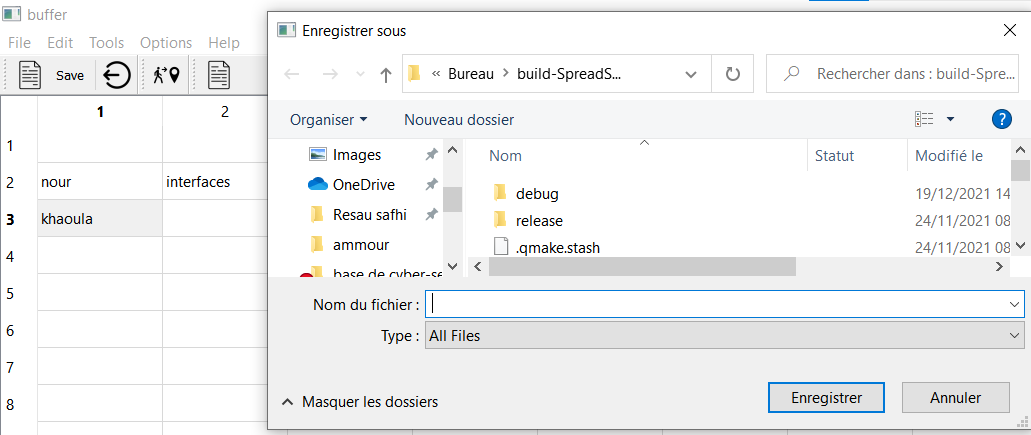 buffer
File Edit Tools Options Help
Save
1 2
1
2 nour interfaces
3 khaoula
4
5
6
7
8
Enregistrer sous
« Bureau > build-SpreadS...
Rechercher dans : build-Spre...
Organiser Nouveau dossier
?
Images
OneDrive
Resau safhi
ammour
base de cyber-se
Nom Statut Modifié le
debug 19/12/2021 14
release 24/11/2021 08
.qmake.stash 24/11/2021 08
Nom du fichier :
Type : All Files
Masquer les dossiers
Enregistrer Annuler